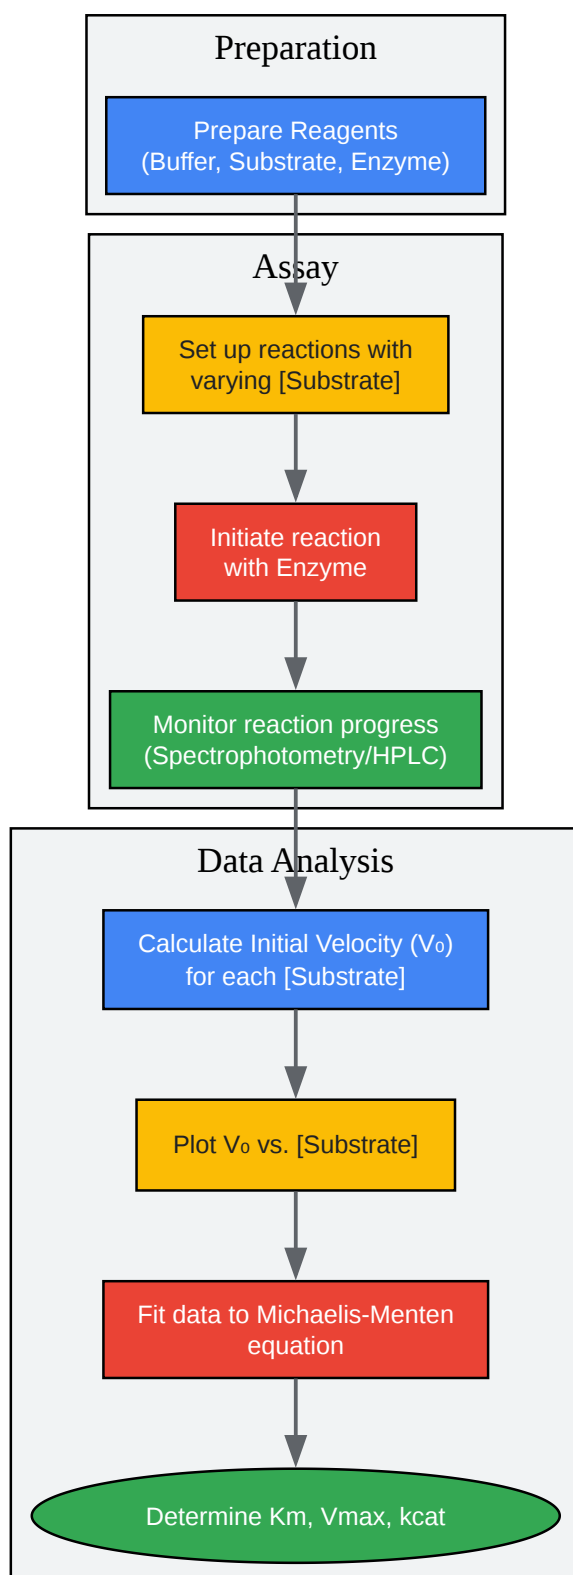 Preparation
Prepare Reagents
(Buffer, Substrate, Enzyme)
Assay
Set up reactions with
varying [Substrate]
Initiate reaction
with Enzyme
Monitor reaction progress
(Spectrophotometry/HPLC)
Data Analysis
Calculate Initial Velocity (V₀)
for each [Substrate]
Plot V₀ vs. [Substrate]
Fit data to Michaelis-Menten
equation
Determine Km, Vmax, kcat